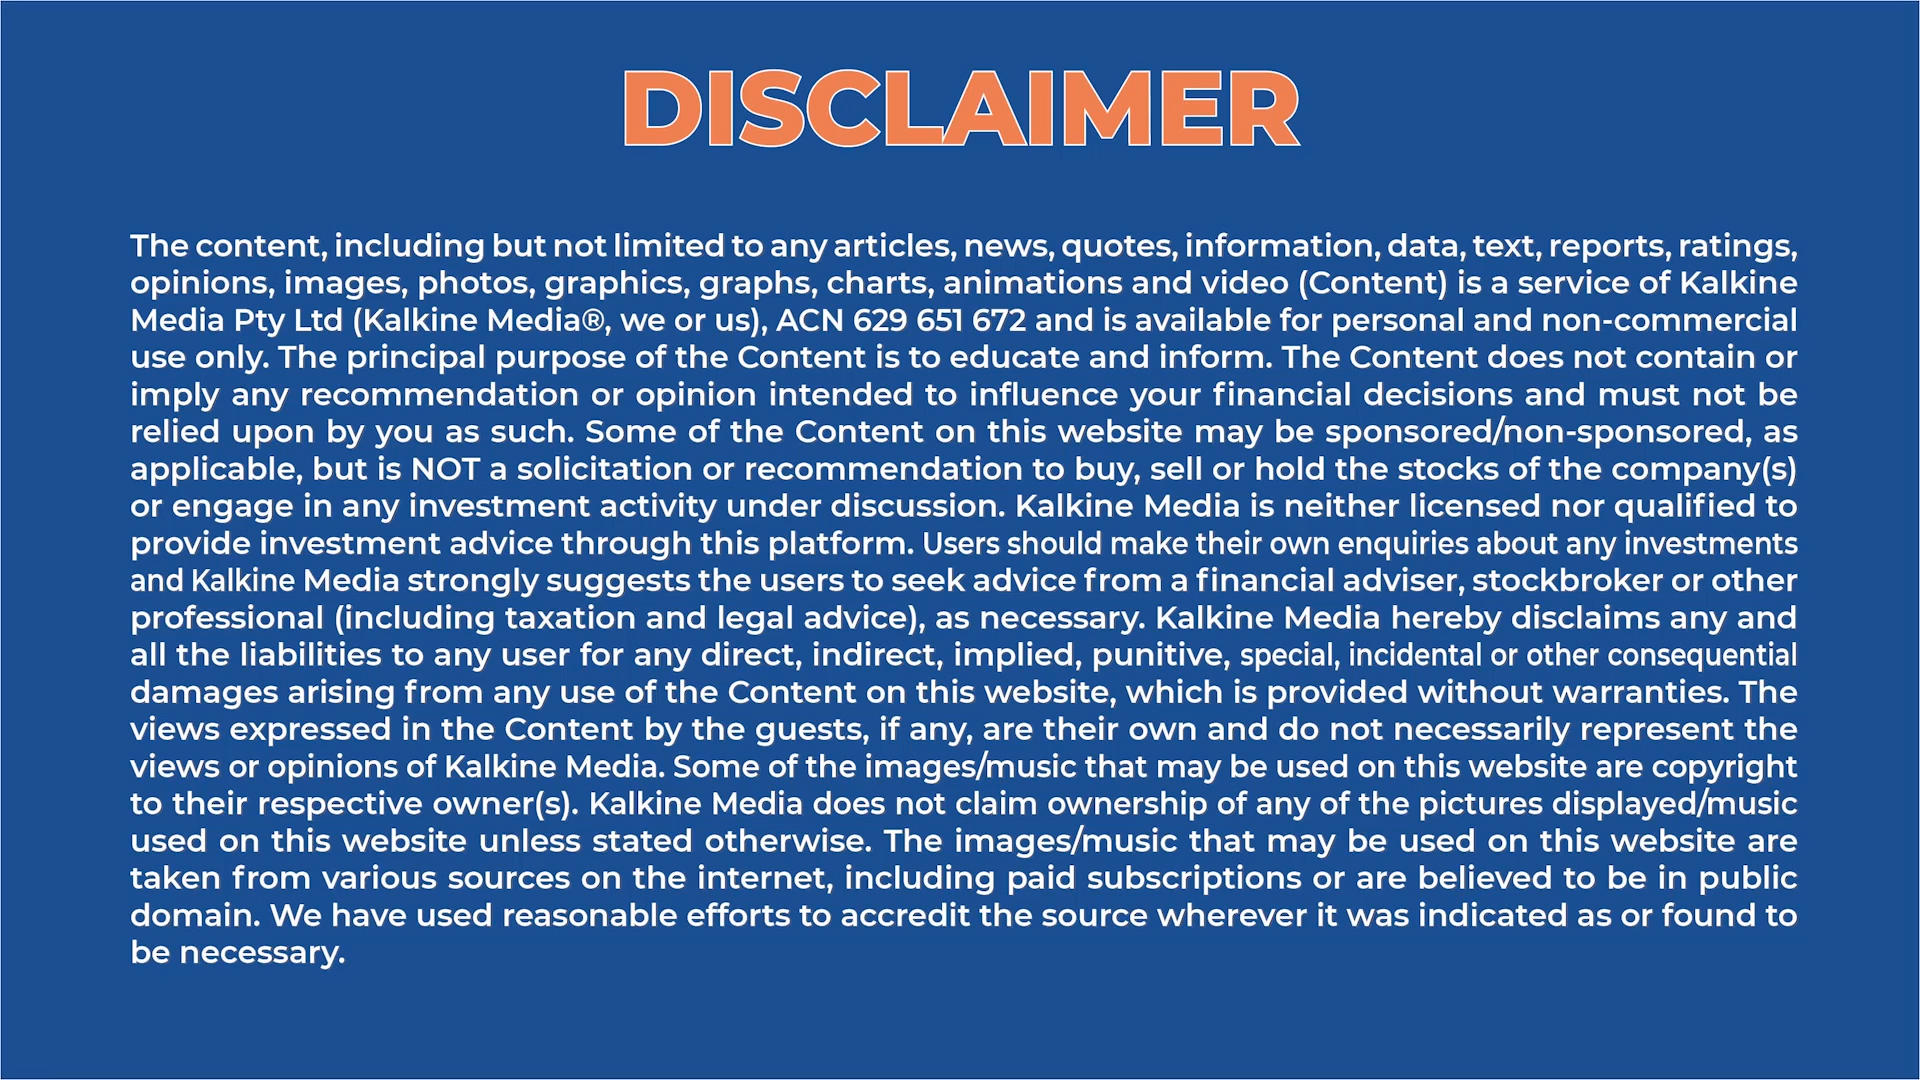 DISCLAIMER
The content, including but not limited to any articles, news, quotes, information, data, text, reports, ratings,
opinions, images, photos, graphics, graphs, charts, animations and video (Content) is a service of Kalkine
Media Pty Ltd (Kalkine Media®, we or us), ACN 629 651 672 and is available for personal and non-commercial
use only. The principal purpose of the Content is to educate and inform. The Content does not contain or
imply any recommendation or opinion intended to influence your financial decisions and must not be
relied upon by you as such. Some of the Content on this website may be sponsored/non-sponsored, as
applicable, but is NOT a solicitation or recommendation to buy, sell or hold the stocks of the company(s)
or engage in any investment activity under discussion. Kalkine Media is neither licensed nor qualified to
provide investment advice through this platform. Users should make their own enquiries about any investments
and Kalkine Media strongly suggests the users to seek advice from a financial adviser, stockbroker or other
professional (including taxation and legal advice), as necessary. Kalkine Media hereby disclaims any and
all the liabilities to any user for any direct, indirect, implied, punitive, special, incidental or other consequential
damages arising from any use of the Content on this website, which is provided without warranties. The
views expressed in the Content by the guests, if any, are their own and do not necessarily represent the
views or opinions of Kalkine Media. Some of the images/music that may be used on this website are copyright
to their respective owner(s). Kalkine Media does not claim ownership of any of the pictures displayed/music
used on this website unless stated otherwise. The images/music that may be used on this website are
taken from various sources on the internet, including paid subscriptions or are believed to be in public
domain. We have used reasonable efforts to accredit the source wherever it was indicated as or found to
be necessary.